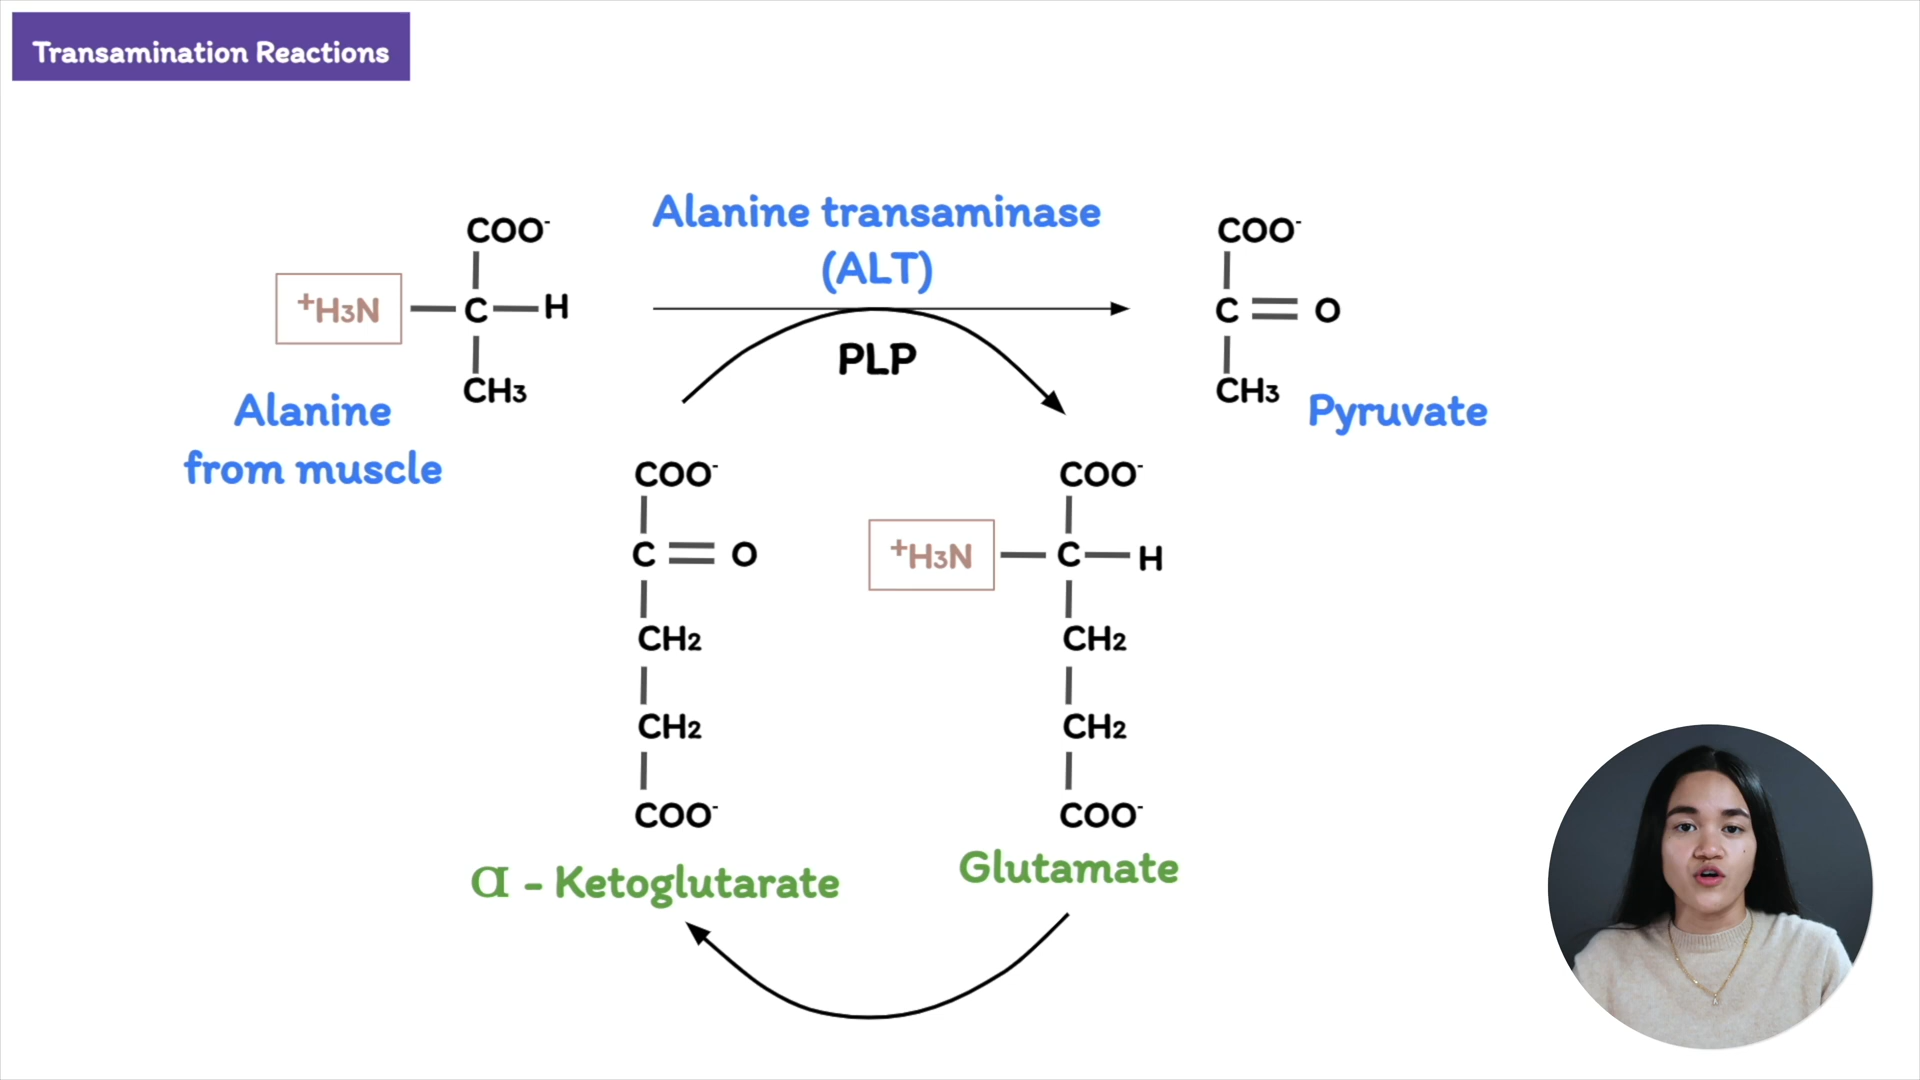 Transamination Reactions
Alanine transaminase
(ALT)
PLP
COO-
+H3N
C
H
CH3
Alanine
from muscle
COO-
C
O
CH3
Pyruvate
COO-
C
O
CH2
CH2
COO-
α - Ketoglutarate
COO-
+H3N
C
H
CH2
CH2
COO-
Glutamate